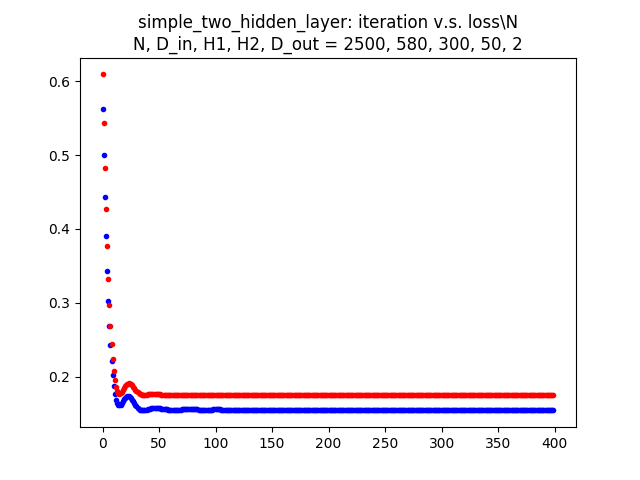 simple_two_hidden_layer: iteration v.s. loss\N
N, D_in, H1, H2, D_out = 2500, 580, 300, 50, 2
0.6
0.5
0.4
0.3
0.2
0 50 100 150 200 250 300 350 400